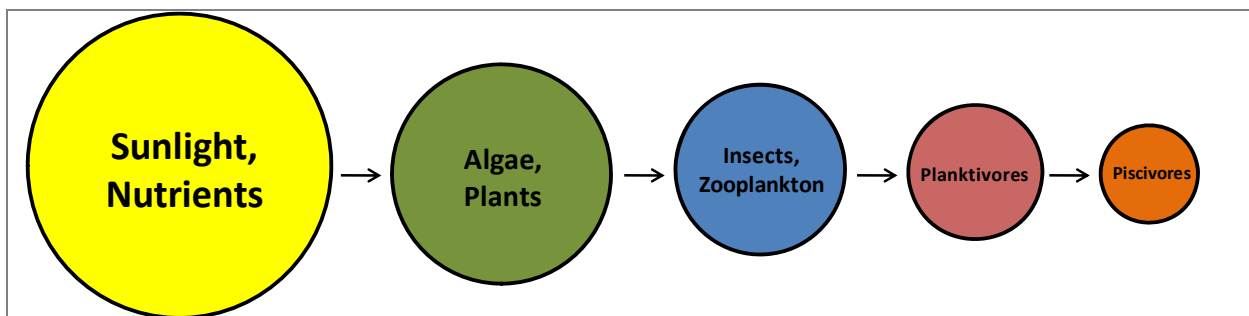 Sunlight,
Nutrients
Algae,
Plants
Insects,
Zooplankton
Planktivores
Piscivores